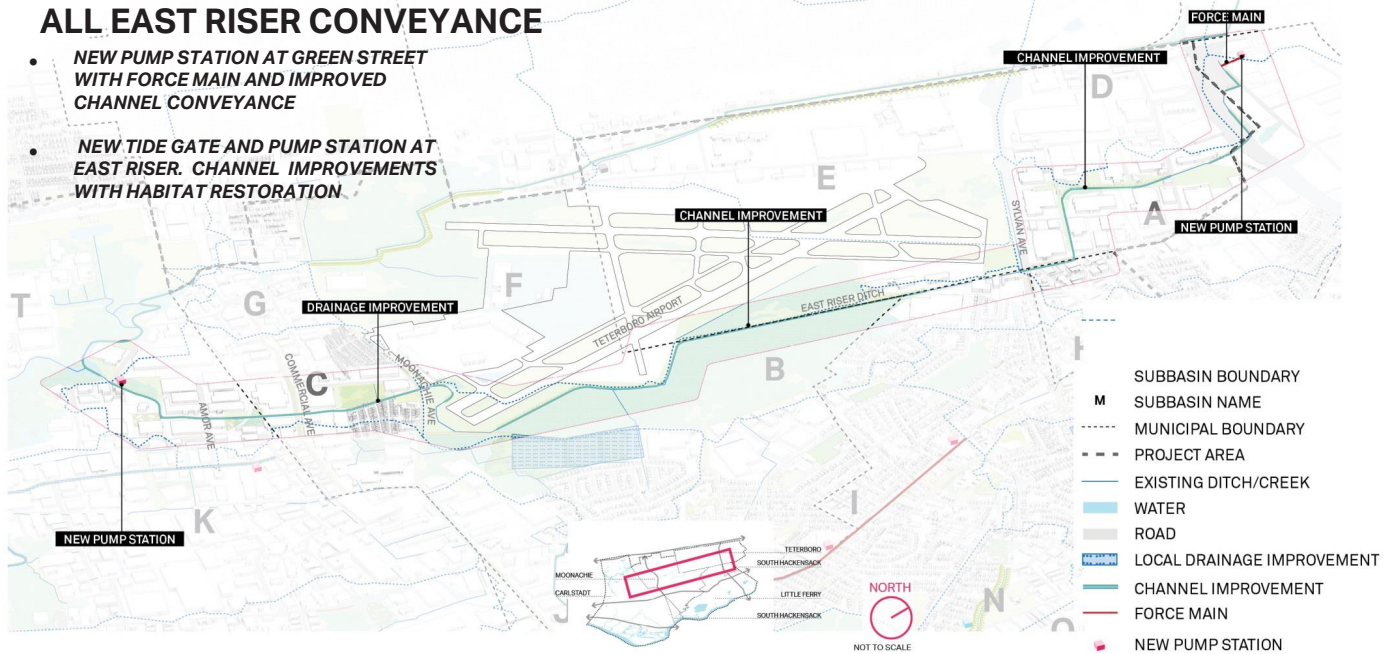 ALL EAST RISER CONVEYANCE
• NEW PUMP STATION AT GREEN STREET
WITH FORCE MAIN AND IMPROVED
CHANNEL CONVEYANCE
• NEW TIDE GATE AND PUMP STATION AT
EAST RISER. CHANNEL IMPROVEMENTS
WITH HABITAT RESTORATION
FORCE MAIN
CHANNEL IMPROVEMENT
D
E
SYLVAN AVE
A
CHANNEL IMPROVEMENT
NEW PUMP STATION
F
G
T
DRAINAGE IMPROVEMENT
TETERBORO AIRPORT
EAST RISER DITCH
B
MOONACHIE AVE
COMMERCIAL AVE
C
AMOR AVE
K
NEW PUMP STATION
I
N
J
TETERBORO
SOUTH HACKENSACK
MOONACHIE
CARLSTADT
LITTLE FERRY
SOUTH HACKENSACK
NORTH
NOT TO SCALE
SUBBASIN BOUNDARY
M SUBBASIN NAME
MUNICIPAL BOUNDARY
PROJECT AREA
EXISTING DITCH/CREEK
WATER
ROAD
LOCAL DRAINAGE IMPROVEMENT
CHANNEL IMPROVEMENT
FORCE MAIN
NEW PUMP STATION